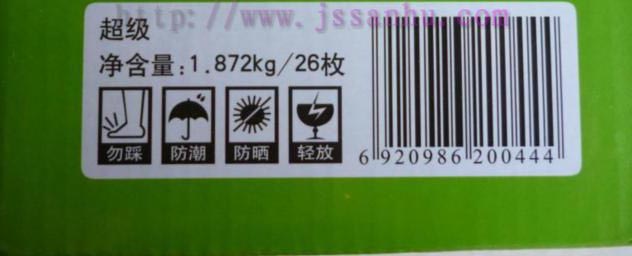 http://www.jssanhu.com
超级
净含量:1.872kg/26枚
勿踩 防潮 防晒 轻放
6 920986 200444